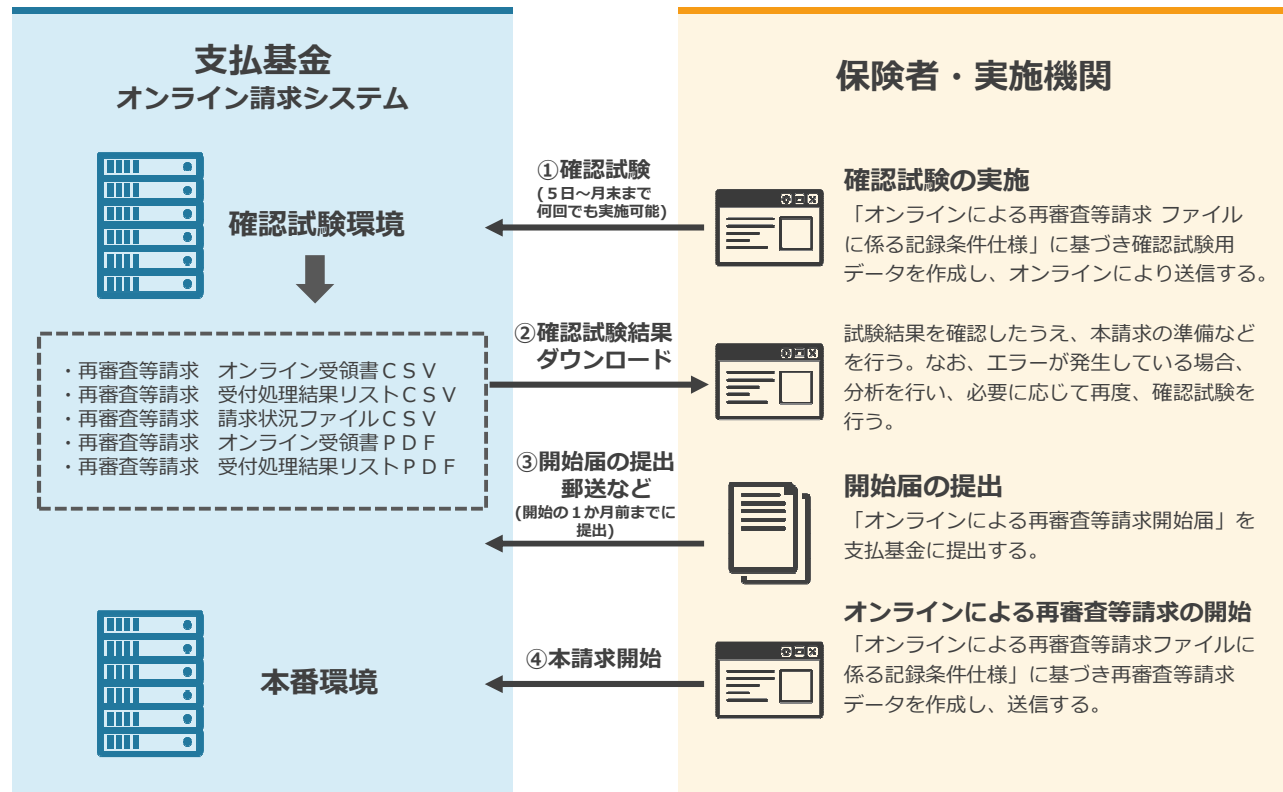 支払基金
オンライン請求システム
確認試験環境
・再審査等請求　オンライン受領書ＣＳＶ
・再審査等請求　受付処理結果リストＣＳＶ
・再審査等請求　請求状況ファイルＣＳＶ
・再審査等請求　オンライン受領書ＰＤＦ
・再審査等請求　受付処理結果リストＰＤＦ
本番環境
①確認試験
(５日～月末まで
何回でも実施可能)
②確認試験結果
ダウンロード
③開始届の提出
郵送など
(開始の１か月前までに
提出)
④本請求開始
保険者・実施機関
確認試験の実施
「オンラインによる再審査等請求 ファイル
に係る記録条件仕様」に基づき確認試験用
データを作成し、オンラインにより送信する。
試験結果を確認したうえ、本請求の準備など
を行う。なお、エラーが発生している場合、
分析を行い、必要に応じて再度、確認試験を
行う。
開始届の提出
「オンラインによる再審査等請求開始届」を
支払基金に提出する。
オンラインによる再審査等請求の開始
「オンラインによる再審査等請求ファイルに
係る記録条件仕様」に基づき再審査等請求
データを作成し、送信する。